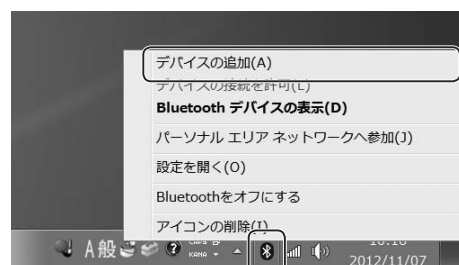 デバイスの追加(A)
デバイスの接続を許可(L)
Bluetooth デバイスの表示(D)
パーソナル エリア ネットワークへ参加(J)
設定を開く(O)
Bluetoothをオフにする
アイコンの削除(I)
A 般
CAPS
KANA
2012/11/07